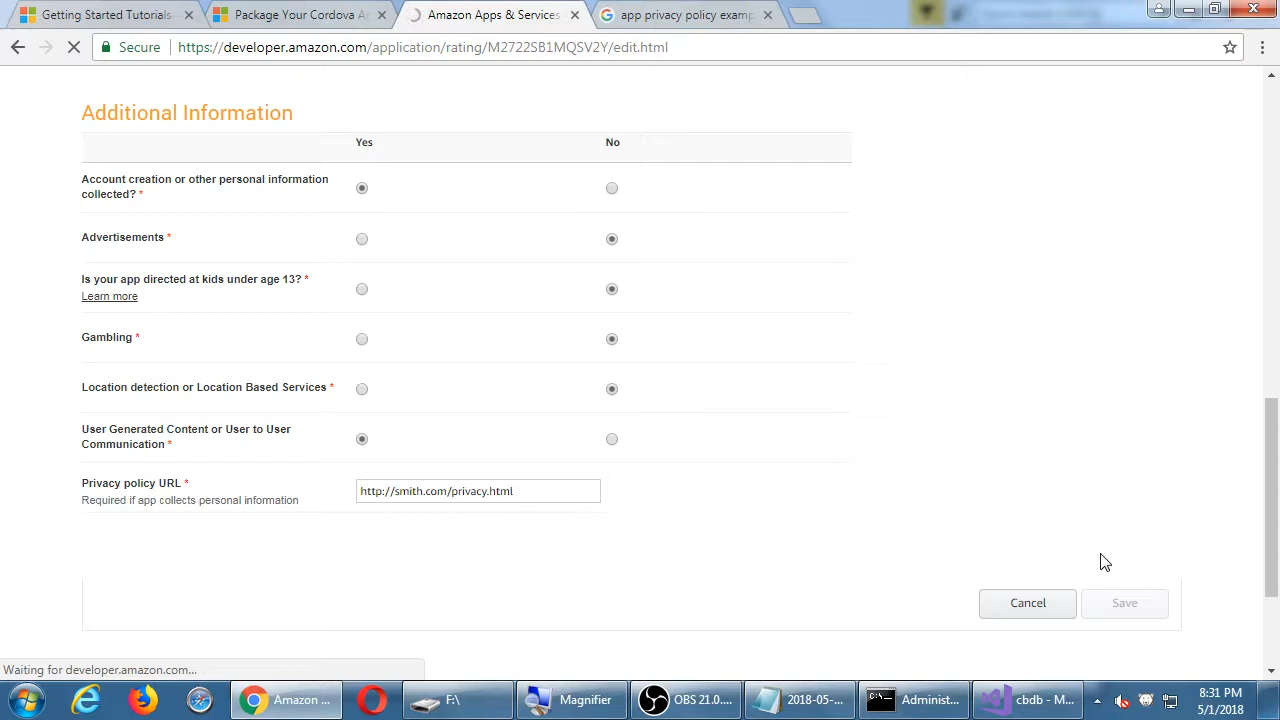 Getting Started Tutorials
Package Your Cordova A
Amazon Apps & Services
app privacy policy examp
Secure
https://developer.amazon.com/application/rating/M2722SB1MQSV2Y/edit.html
Additional Information
Yes No
Account creation or other personal information
collected? *
Advertisements *
Is your app directed at kids under age 13? *
Learn more
Gambling *
Location detection or Location Based Services *
User Generated Content or User to User
Communication *
Privacy policy URL *
Required if app collects personal information
http://smith.com/privacy.html
Cancel
Save
Waiting for developer.amazon.com...
Amazon ...
F:\
Magnifier
OBS 21.0....
2018-05-...
Administ...
cbdb - M...
8:31 PM
5/1/2018